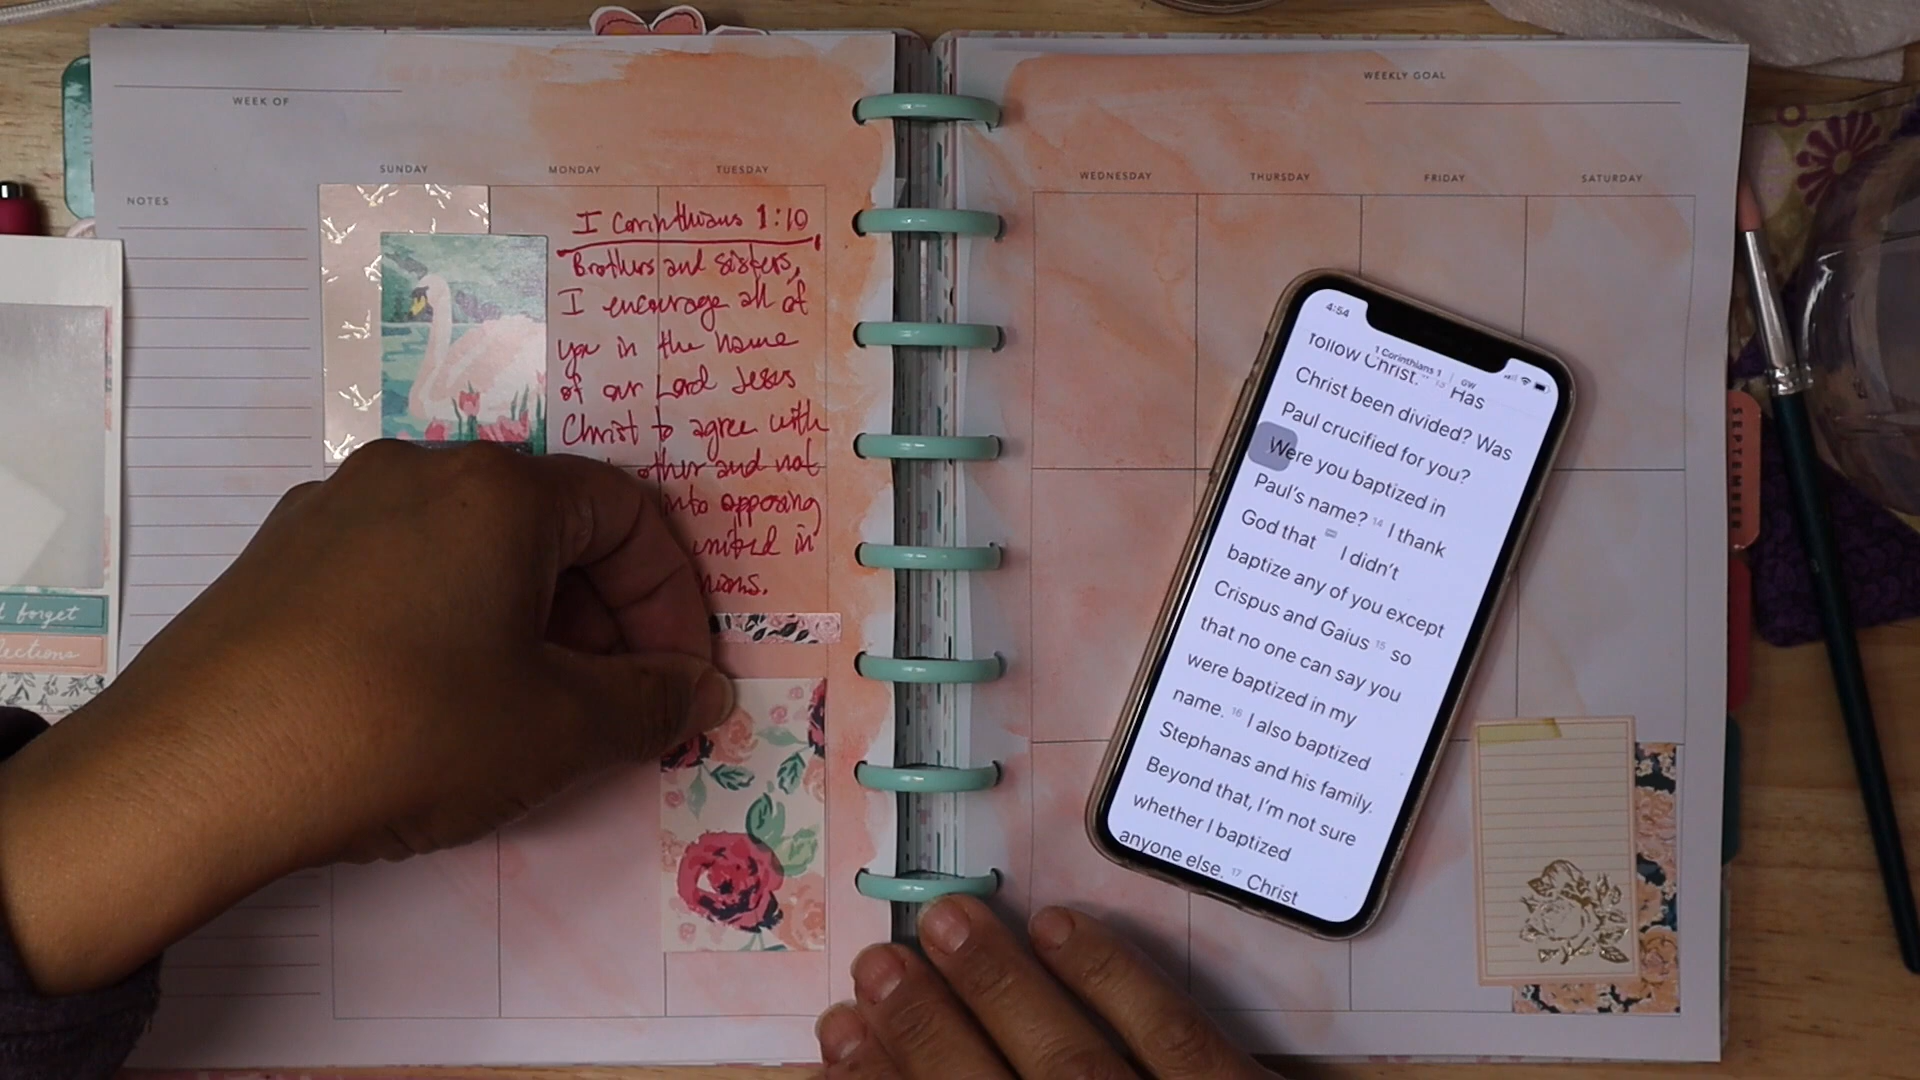 WEEK OF
WEEKLY GOAL
SUNDAY
MONDAY
TUESDAY
WEDNESDAY
THURSDAY
FRIDAY
SATURDAY
NOTES
I Corinthians 1:10
Brothers and sisters,
I encourage all of
you in the name
of our Lord Jesus
Christ to agree with
other and not
into opposing
united in
4:54
1 Corinthians 1 GW
follow Christ." 13 Has
Christ been divided? Was
Paul crucified for you?
Were you baptized in
Paul's name? 14 I thank
God that I didn't
baptize any of you except
Crispus and Gaius 15 so
that no one can say you
were baptized in my
name. 16 I also baptized
Stephanas and his family.
Beyond that, I'm not sure
whether I baptized
anyone else. 17 Christ
SEPTEMBER
forget